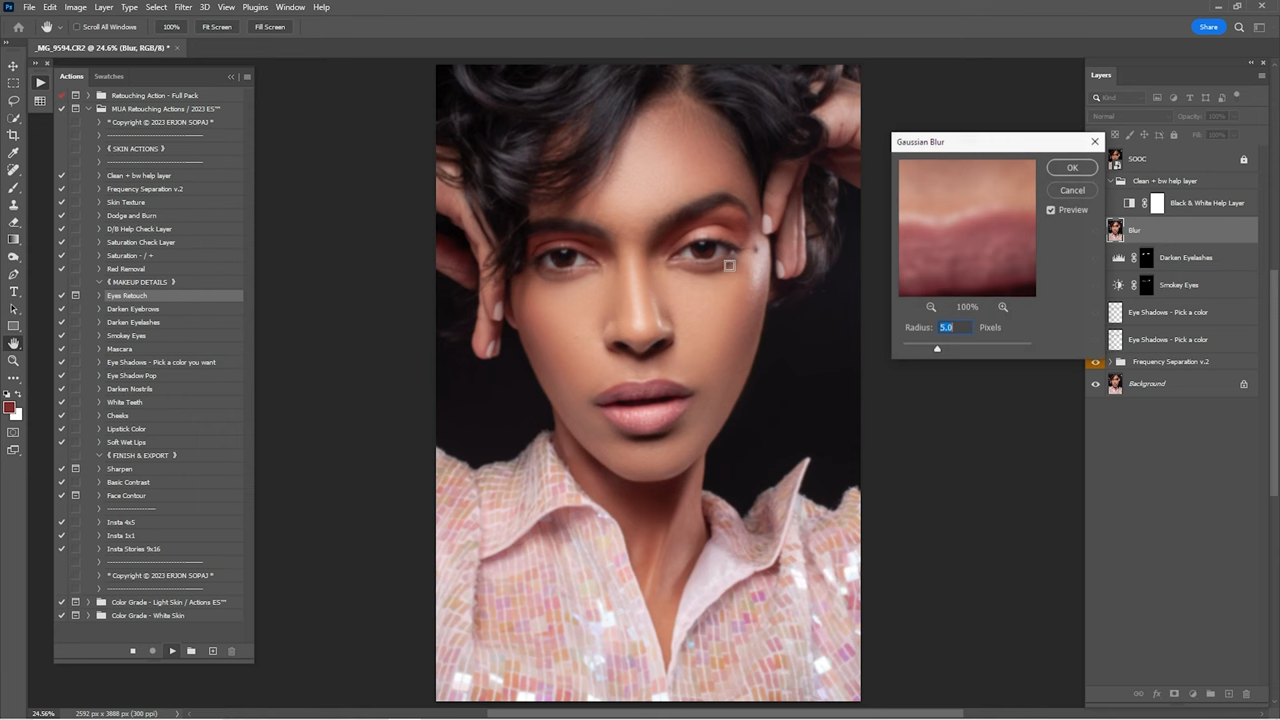 File Edit Image Layer Type Select Filter 3D View Plugins Window Help
Scroll All Windows 100% Fit Screen Fill Screen Share
_MG_9594.CR2 @ 24.6% (Blur, RGB/8) *
Actions Swatches
Retouching Action - Full Pack
MUA Retouching Actions / 2023 ES™
* Copyright © 2023 ERJON SOPAJ *
-----------------------------------
《 SKIN ACTIONS 》
-----------------------------------
Clean + bw help layer
Frequency Separation v.2
Skin Texture
Dodge and Burn
D/B Help Check Layer
Saturation Check Layer
Saturation - / +
Red Removal
《 MAKEUP DETAILS 》
Eyes Retouch
Darken Eyebrows
Darken Eyelashes
Smokey Eyes
Mascara
Eye Shadows - Pick a color you want
Eye Shadow Pop
Darken Nostrils
White Teeth
Cheeks
Lipstick Color
Soft Wet Lips
《 FINISH & EXPORT 》
Sharpen
Basic Contrast
Face Contour
------------------
Insta 4x5
Insta 1x1
Insta Stories 9x16
-----------------------------------
* Copyright © 2023 ERJON SOPAJ *
-----------------------------------
Color Grade - Light Skin / Actions ES™
Color Grade - White Skin
Gaussian Blur
OK
Cancel
Preview
100%
Radius: 5.0 Pixels
Layers
Kind
Normal Opacity: 100%
Fill: 100%
SOOC
Clean + bw help layer
Black & White Help Layer
Blur
Darken Eyelashes
Smokey Eyes
Eye Shadows - Pick a color
Eye Shadows - Pick a color
Frequency Separation v.2
Background
24.56% 2592 px x 3888 px (300 ppi)